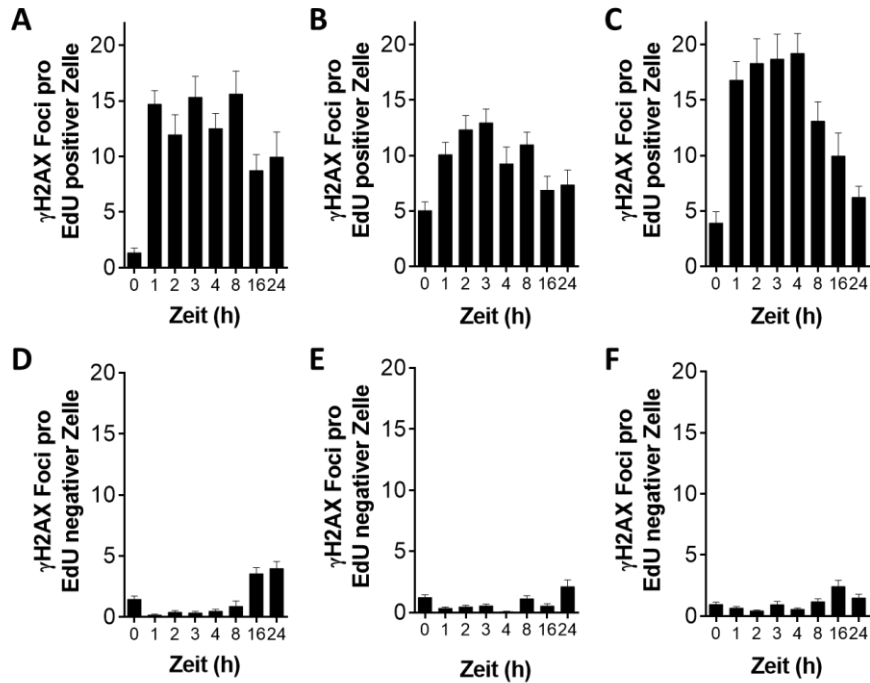 A
γH2AX Foci pro
EdU positiver Zelle
20
15
10
5
0
0 1 2 3 4 8 16 24
Zeit (h)
B
γH2AX Foci pro
EdU positiver Zelle
20
15
10
5
0
0 1 2 3 4 8 16 24
Zeit (h)
C
γH2AX Foci pro
EdU positiver Zelle
20
15
10
5
0
0 1 2 3 4 8 16 24
Zeit (h)
D
γH2AX Foci pro
EdU negativer Zelle
20
15
10
5
0
0 1 2 3 4 8 16 24
Zeit (h)
E
γH2AX Foci pro
EdU negativer Zelle
20
15
10
5
0
0 1 2 3 4 8 16 24
Zeit (h)
F
γH2AX Foci pro
EdU negativer Zelle
20
15
10
5
0
0 1 2 3 4 8 16 24
Zeit (h)